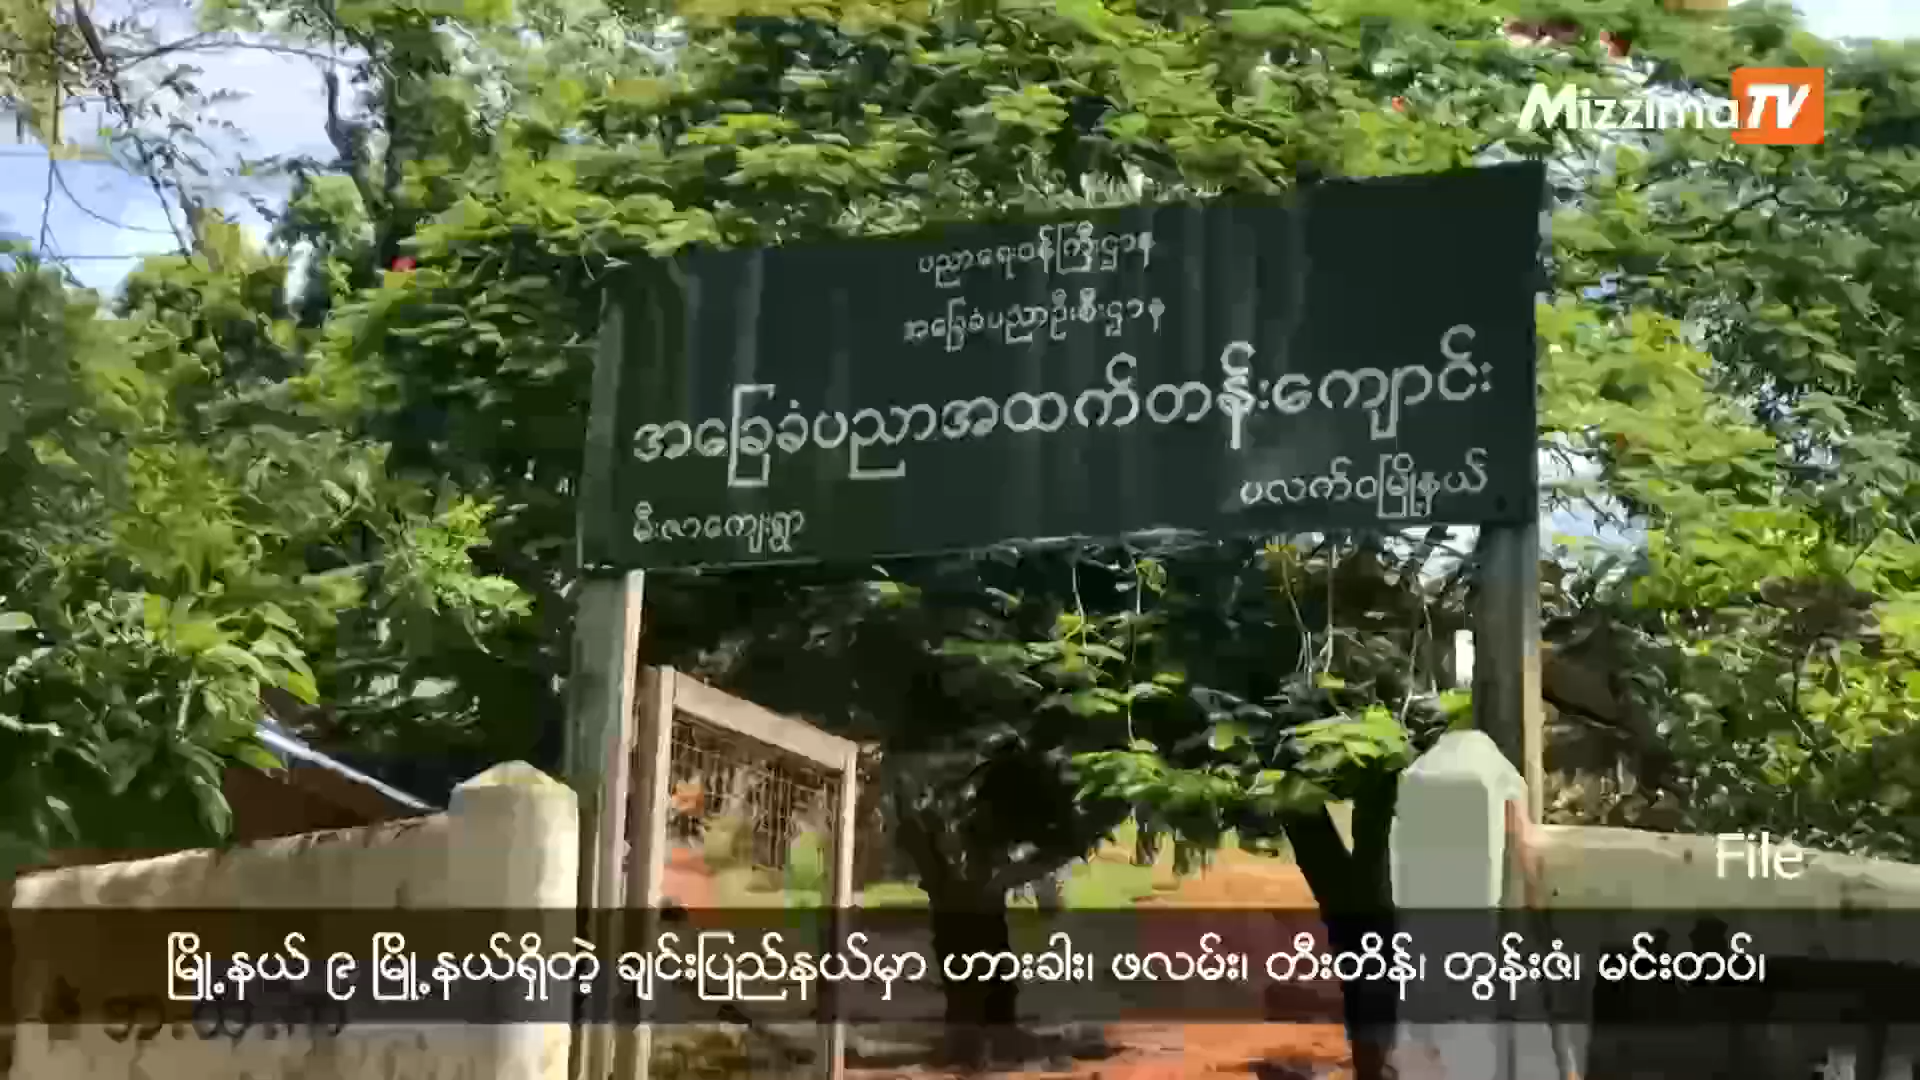 MizzimaTV
ပညာရေးဝန်ကြီးဌာန
အခြေခံပညာဦးစီးဌာန
အခြေခံပညာအထက်တန်းကျောင်း
မီးဇာကျေးရွာ
ပလက်ဝမြို့နယ်
File
မြို့နယ် ၉ မြို့နယ်ရှိတဲ့ ချင်းပြည်နယ်မှာ ဟားခါး၊ ဖလမ်း၊ တီးတိန်၊ တွန်းဇံ၊ မင်းတပ်၊